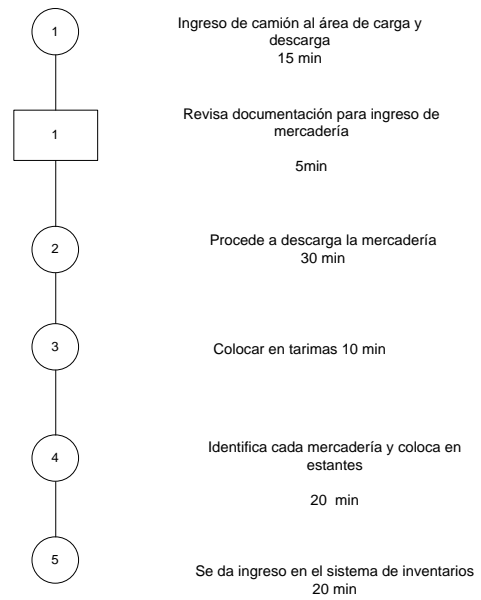 1
Ingreso de camión al área de carga y
descarga
15 min
1
Revisa documentación para ingreso de
mercadería
5min
2
Procede a descarga la mercadería
30 min
3
Colocar en tarimas 10 min
4
Identifica cada mercadería y coloca en
estantes
20 min
5
Se da ingreso en el sistema de inventarios
20 min